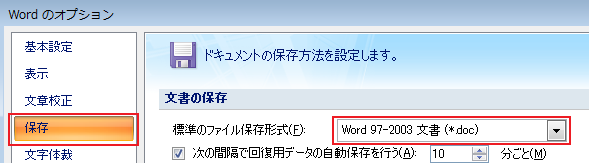 Word のオプション
基本設定
表示
文章校正
保存
文字体裁
ドキュメントの保存方法を設定します。
文書の保存
標準のファイル保存形式(F): Word 97-2003 文書 (*.doc)
次の間隔で回復用データの自動保存を行う(A): 10 分ごと(M)